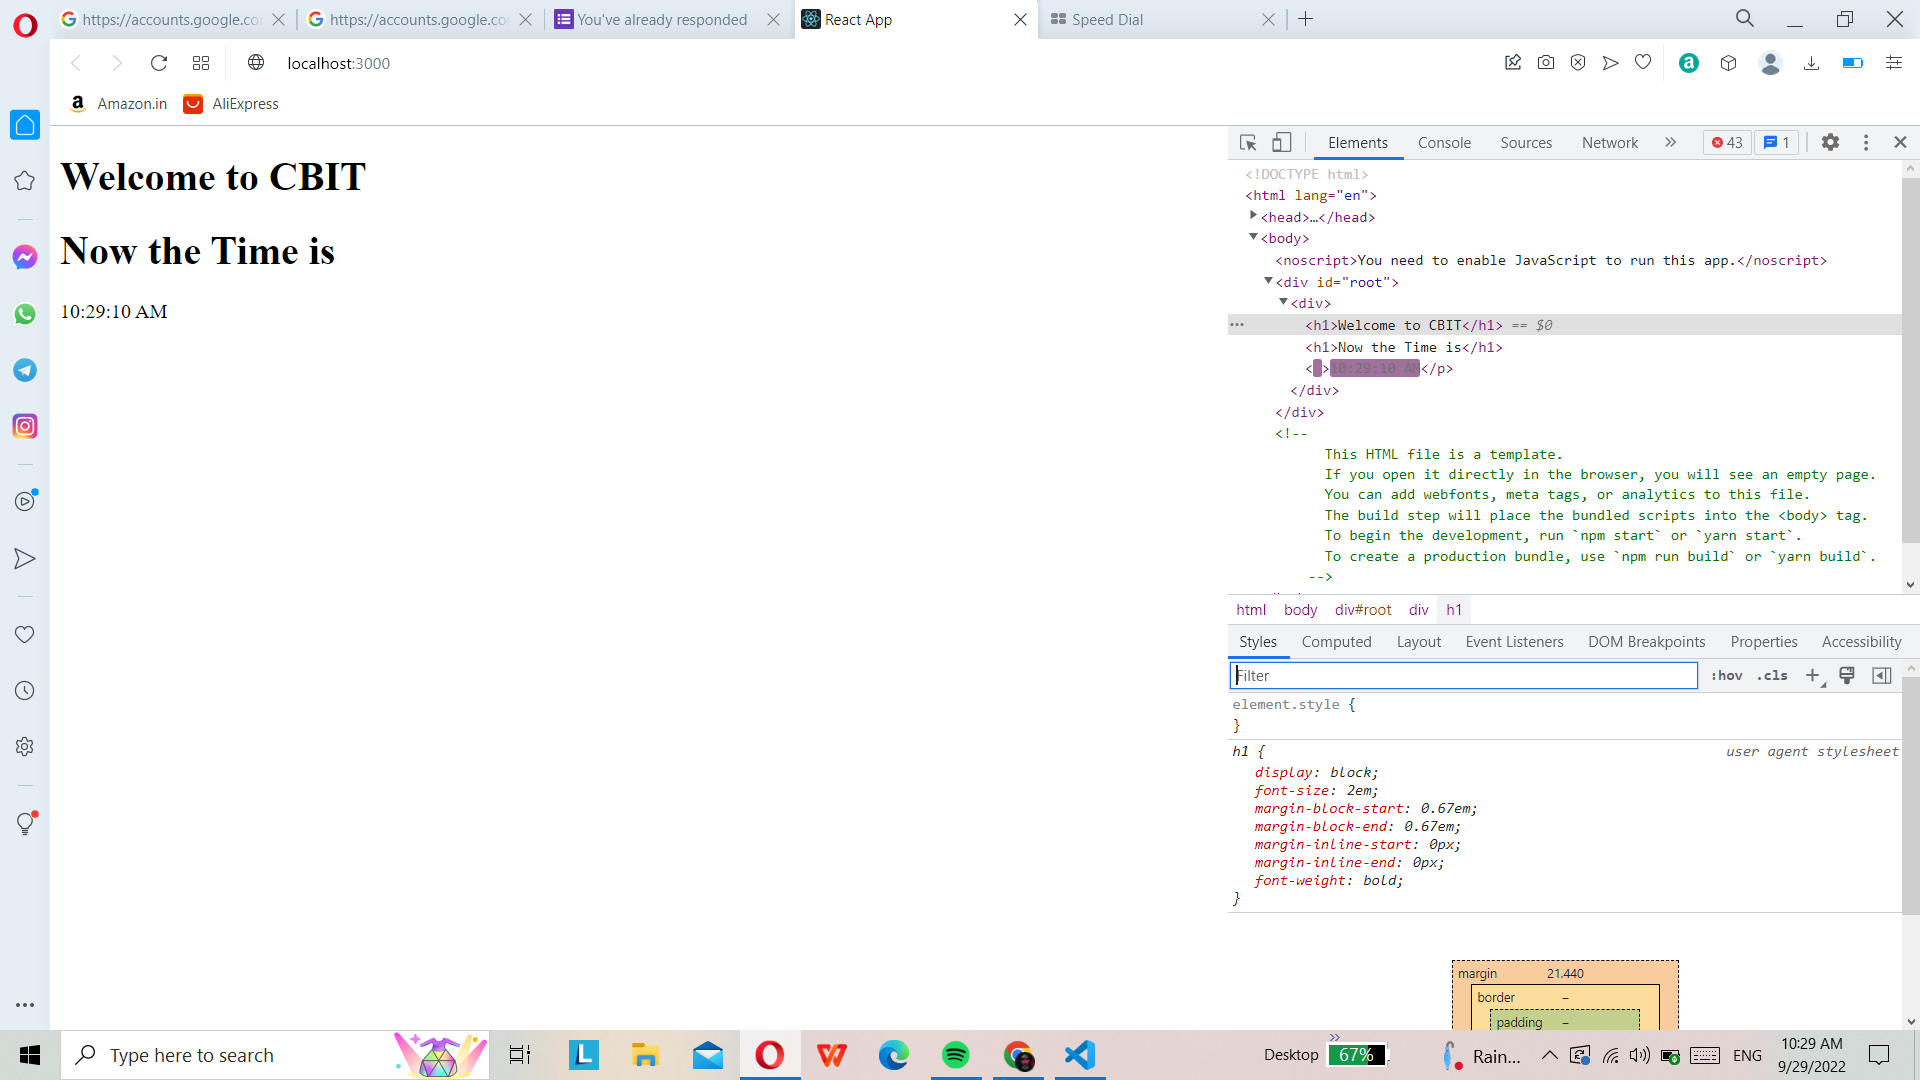 https://accounts.google.co
https://accounts.google.co
You've already responded
React App
Speed Dial
localhost:3000
Amazon.in
AliExpress
Welcome to CBIT
Now the Time is
10:29:10 AM
Elements
Console
Sources
Network
43
1
<!DOCTYPE html>
<html lang="en">
<head>…</head>
<body>
<noscript>You need to enable JavaScript to run this app.</noscript>
<div id="root">
<div>
<h1>Welcome to CBIT</h1> == $0
<h1>Now the Time is</h1>
< >10:29:10 AM</p>
</div>
</div>
<!--
This HTML file is a template.
If you open it directly in the browser, you will see an empty page.
You can add webfonts, meta tags, or analytics to this file.
The build step will place the bundled scripts into the <body> tag.
To begin the development, run `npm start` or `yarn start`.
To create a production bundle, use `npm run build` or `yarn build`.
-->
html body div#root div h1
Styles Computed Layout Event Listeners DOM Breakpoints Properties Accessibility
Filter
:hov .cls
element.style {
}
h1 {
user agent stylesheet
display: block;
font-size: 2em;
margin-block-start: 0.67em;
margin-block-end: 0.67em;
margin-inline-start: 0px;
margin-inline-end: 0px;
font-weight: bold;
}
margin 21.440
border –
padding –
Type here to search
Desktop
67%
Rain...
ENG
10:29 AM
9/29/2022